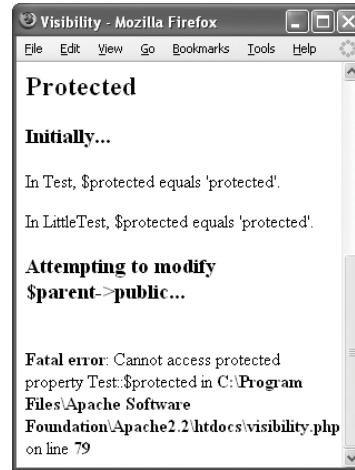 Visibility - Mozilla Firefox
File Edit View Go Bookmarks Tools Help
Protected
Initially...
In Test, $protected equals 'protected'.
In LittleTest, $protected equals 'protected'.
Attempting to modify
$parent->public...
Fatal error: Cannot access protected
property Test::$protected in C:\Program
Files\Apache Software
Foundation\Apache2.2\htdocs\visibility.php
on line 79